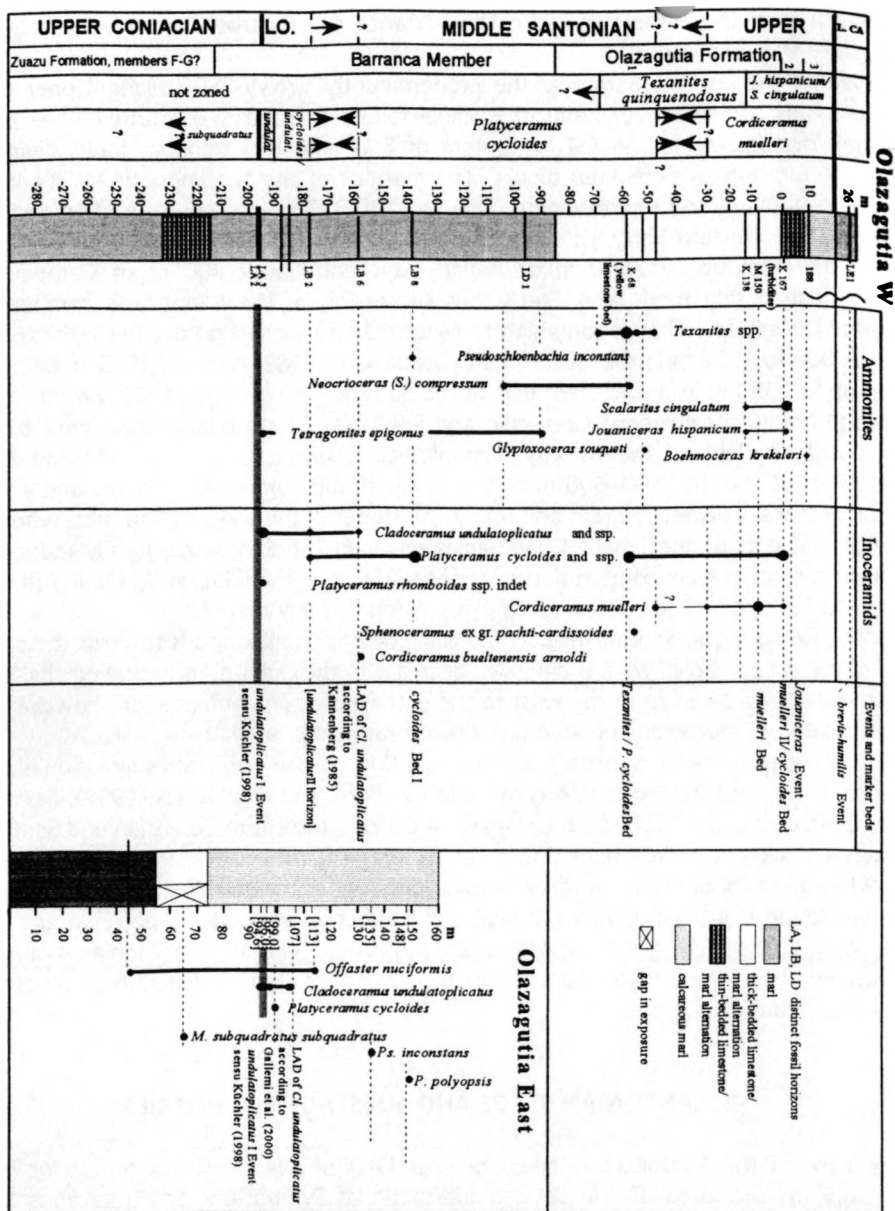 Olazagutia W
UPPER CONIACIAN
LO.
MIDDLE SANTONIAN
UPPER
L. CA
Zuazu Formation, members F-G?
Barranca Member
Olazagutia Formation
not zoned
Texanites
quinquenodosus
J. hispanicum/
S. cingulatum
subquadratus
undulat.
cycloides/
undulat.
Platyceramus
cycloides
Cordiceramus
muelleri
-280
-270
-260
-250
-240
-230
-220
-210
-200
-190
-180
-170
-160
-150
-140
-130
-120
-110
-100
-90
-80
-70
-60
-50
-40
-30
-20
-10
26
m
LB 6
LB 8
LD 1
(yellow
limestone bed)
K 138
M 150
K 167
(turbidites)
188
LE1
Ammonites
Texanites spp.
Pseudoschloenbachia inconstans
Neocrioceras (S.) compressum
Scalarites cingulatum
Tetragonites epigonus
Jouaniceras hispanicum
Glyptoxoceras souqueti
Boehmoceras krekeleri
Inoceramids
Cladoceramus undulatoplicatus and ssp.
Platyceramus cycloides and ssp.
Platyceramus rhomboides ssp. indet
Cordiceramus muelleri
Sphenoceramus ex gr. pachti-cardissoides
Cordiceramus bueltenensis arnoldi
Events and marker beds
undulatoplicatus 1 Event
sensu Küchler (1998)
[undulatoplicatus 3 horizon]
LAD of Cl. undulatoplicatus
according to
Kannenberg (1985)
cycloides Bed 1
Texanites / P. cycloides Bed
muelleri Bed
muelleri IV/ cycloides Bed
Jouaniceras Event
brevis-humilis Event
LA, LB, LD distinct fossil horizons
marl
thick-bedded limestone/
marl alternation
thin-bedded limestone/
marl alternation
calcareous marl
gap in exposure
Olazagutia East
10
20
30
40
50
60
70
80
90
[92.6]
[95.0]
[99.0]
[107]
[113]
120
130
[135]
140
[148]
150
160
m
Offaster nuciformis
Cladoceramus undulatoplicatus
Platyceramus cycloides
M. subquadratus subquadratus
Ps. inconstans
P. polyopsis
LAD of Cl. undulatoplicatus
according to
Gallemi et al. (2000)
undulatoplicatus 1 Event
sensu Küchler (1998)